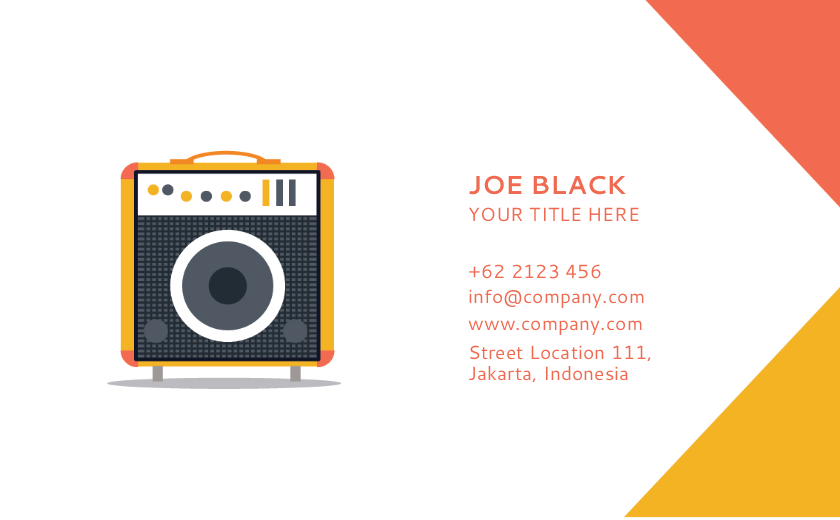 JOE BLACK
YOUR TITLE HERE
+62 2123 456
info@company.com
www.company.com
Street Location 111,
Jakarta, Indonesia